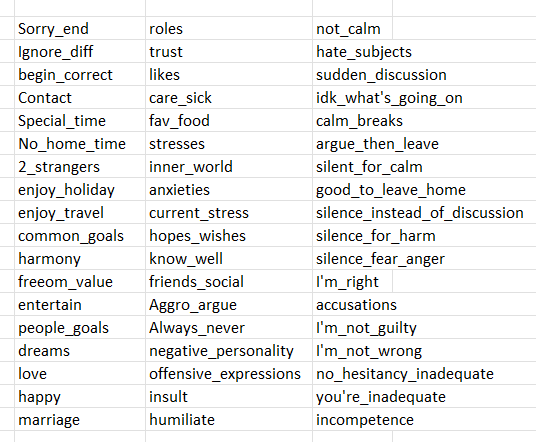 Sorry_end roles not_calm
Ignore_diff trust hate_subjects
begin_correct likes sudden_discussion
Contact care_sick idk_what's_going_on
Special_time fav_food calm_breaks
No_home_time stresses argue_then_leave
2_strangers inner_world silent_for_calm
enjoy_holiday anxieties good_to_leave_home
enjoy_travel current_stress silence_instead_of_discussion
common_goals hopes_wishes silence_for_harm
harmony know_well silence_fear_anger
freeom_value friends_social I'm_right
entertain Aggro_argue accusations
people_goals Always_never I'm_not_guilty
dreams negative_personality I'm_not_wrong
love offensive_expressions no_hesitancy_inadequate
happy insult you're_inadequate
marriage humiliate incompetence